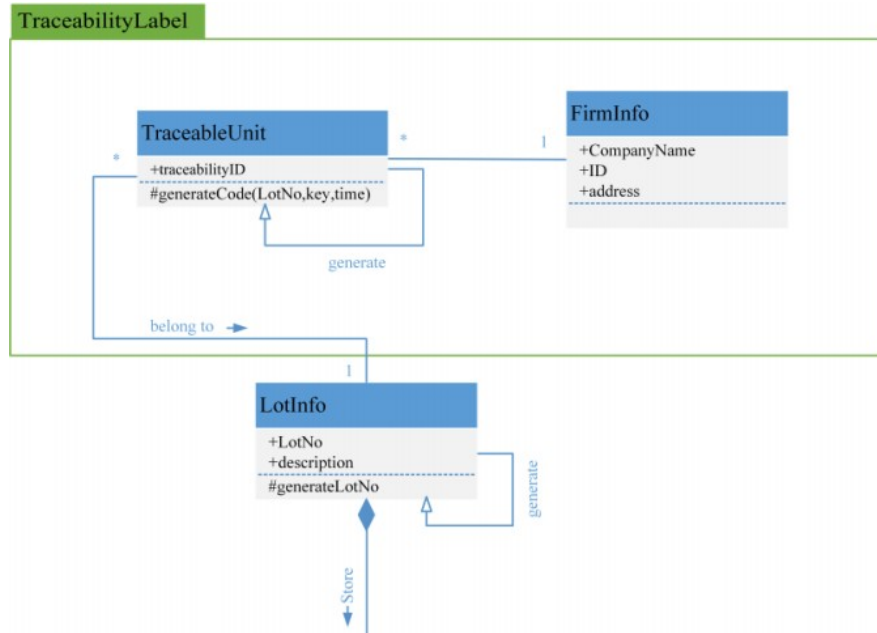 TraceabilityLabel
TraceableUnit
+traceabilityID
#generateCode(LotNo,key,time)
*
1
FirmInfo
+CompanyName
+ID
+address
*
generate
belong to
1
LotInfo
+LotNo
+description
#generateLotNo
generate
Store